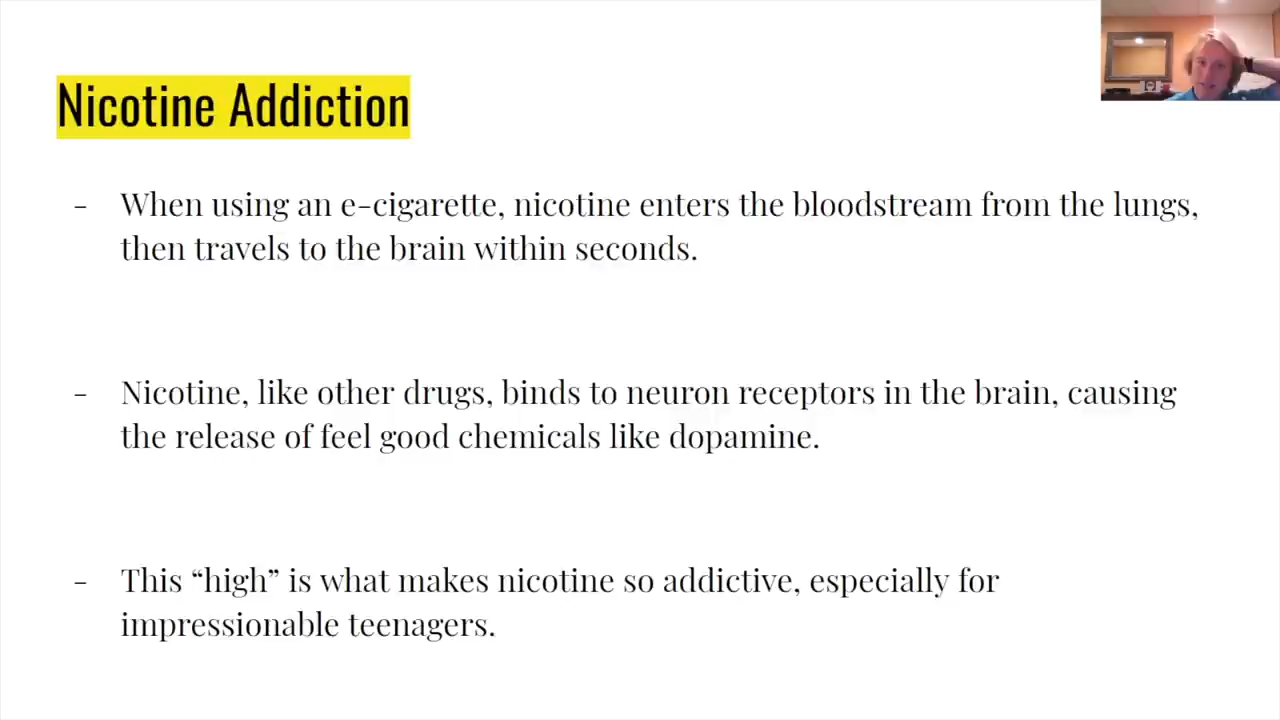 Nicotine Addiction
- When using an e-cigarette, nicotine enters the bloodstream from the lungs,
then travels to the brain within seconds.
- Nicotine, like other drugs, binds to neuron receptors in the brain, causing
the release of feel good chemicals like dopamine.
- This “high” is what makes nicotine so addictive, especially for
impressionable teenagers.